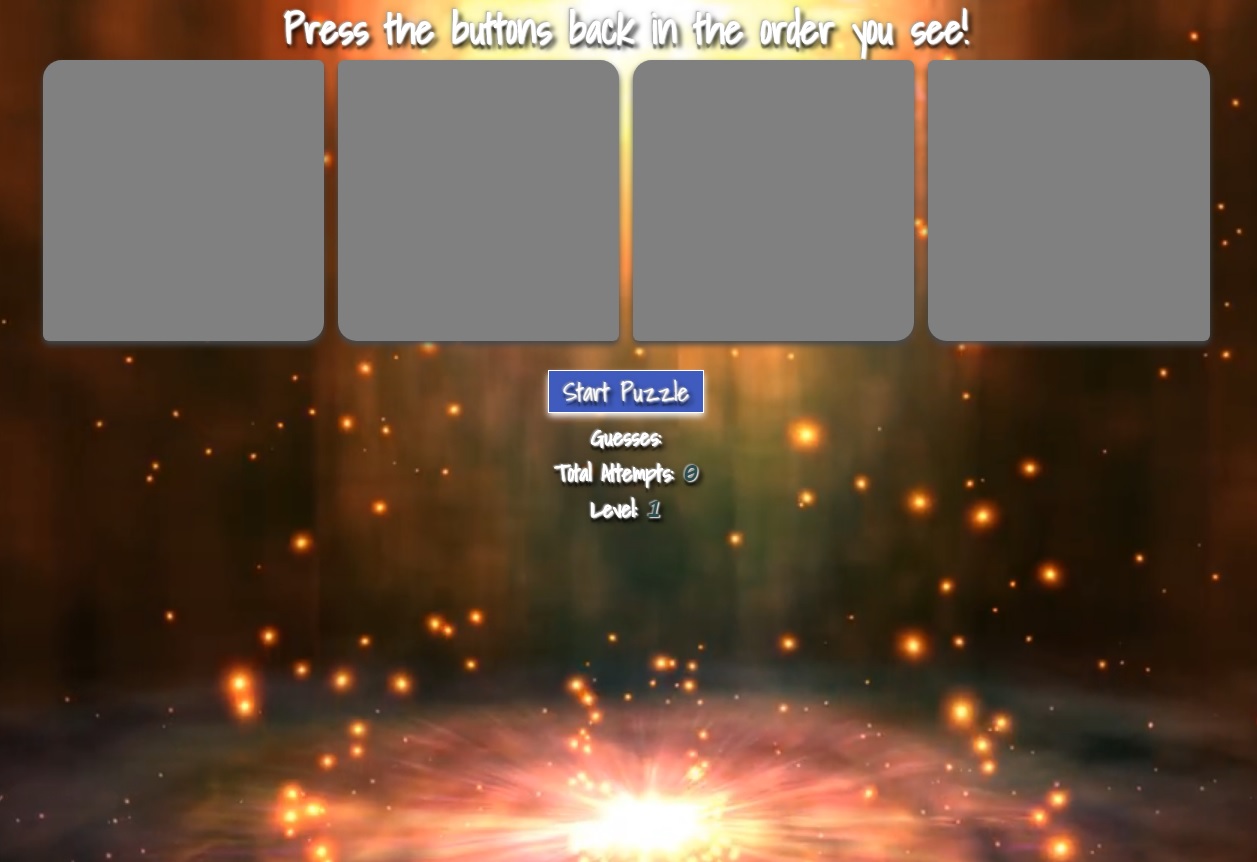 Press the buttons back in the order you see!
Start Puzzle
Guesses:
Total Attempts: 0
Level: 1